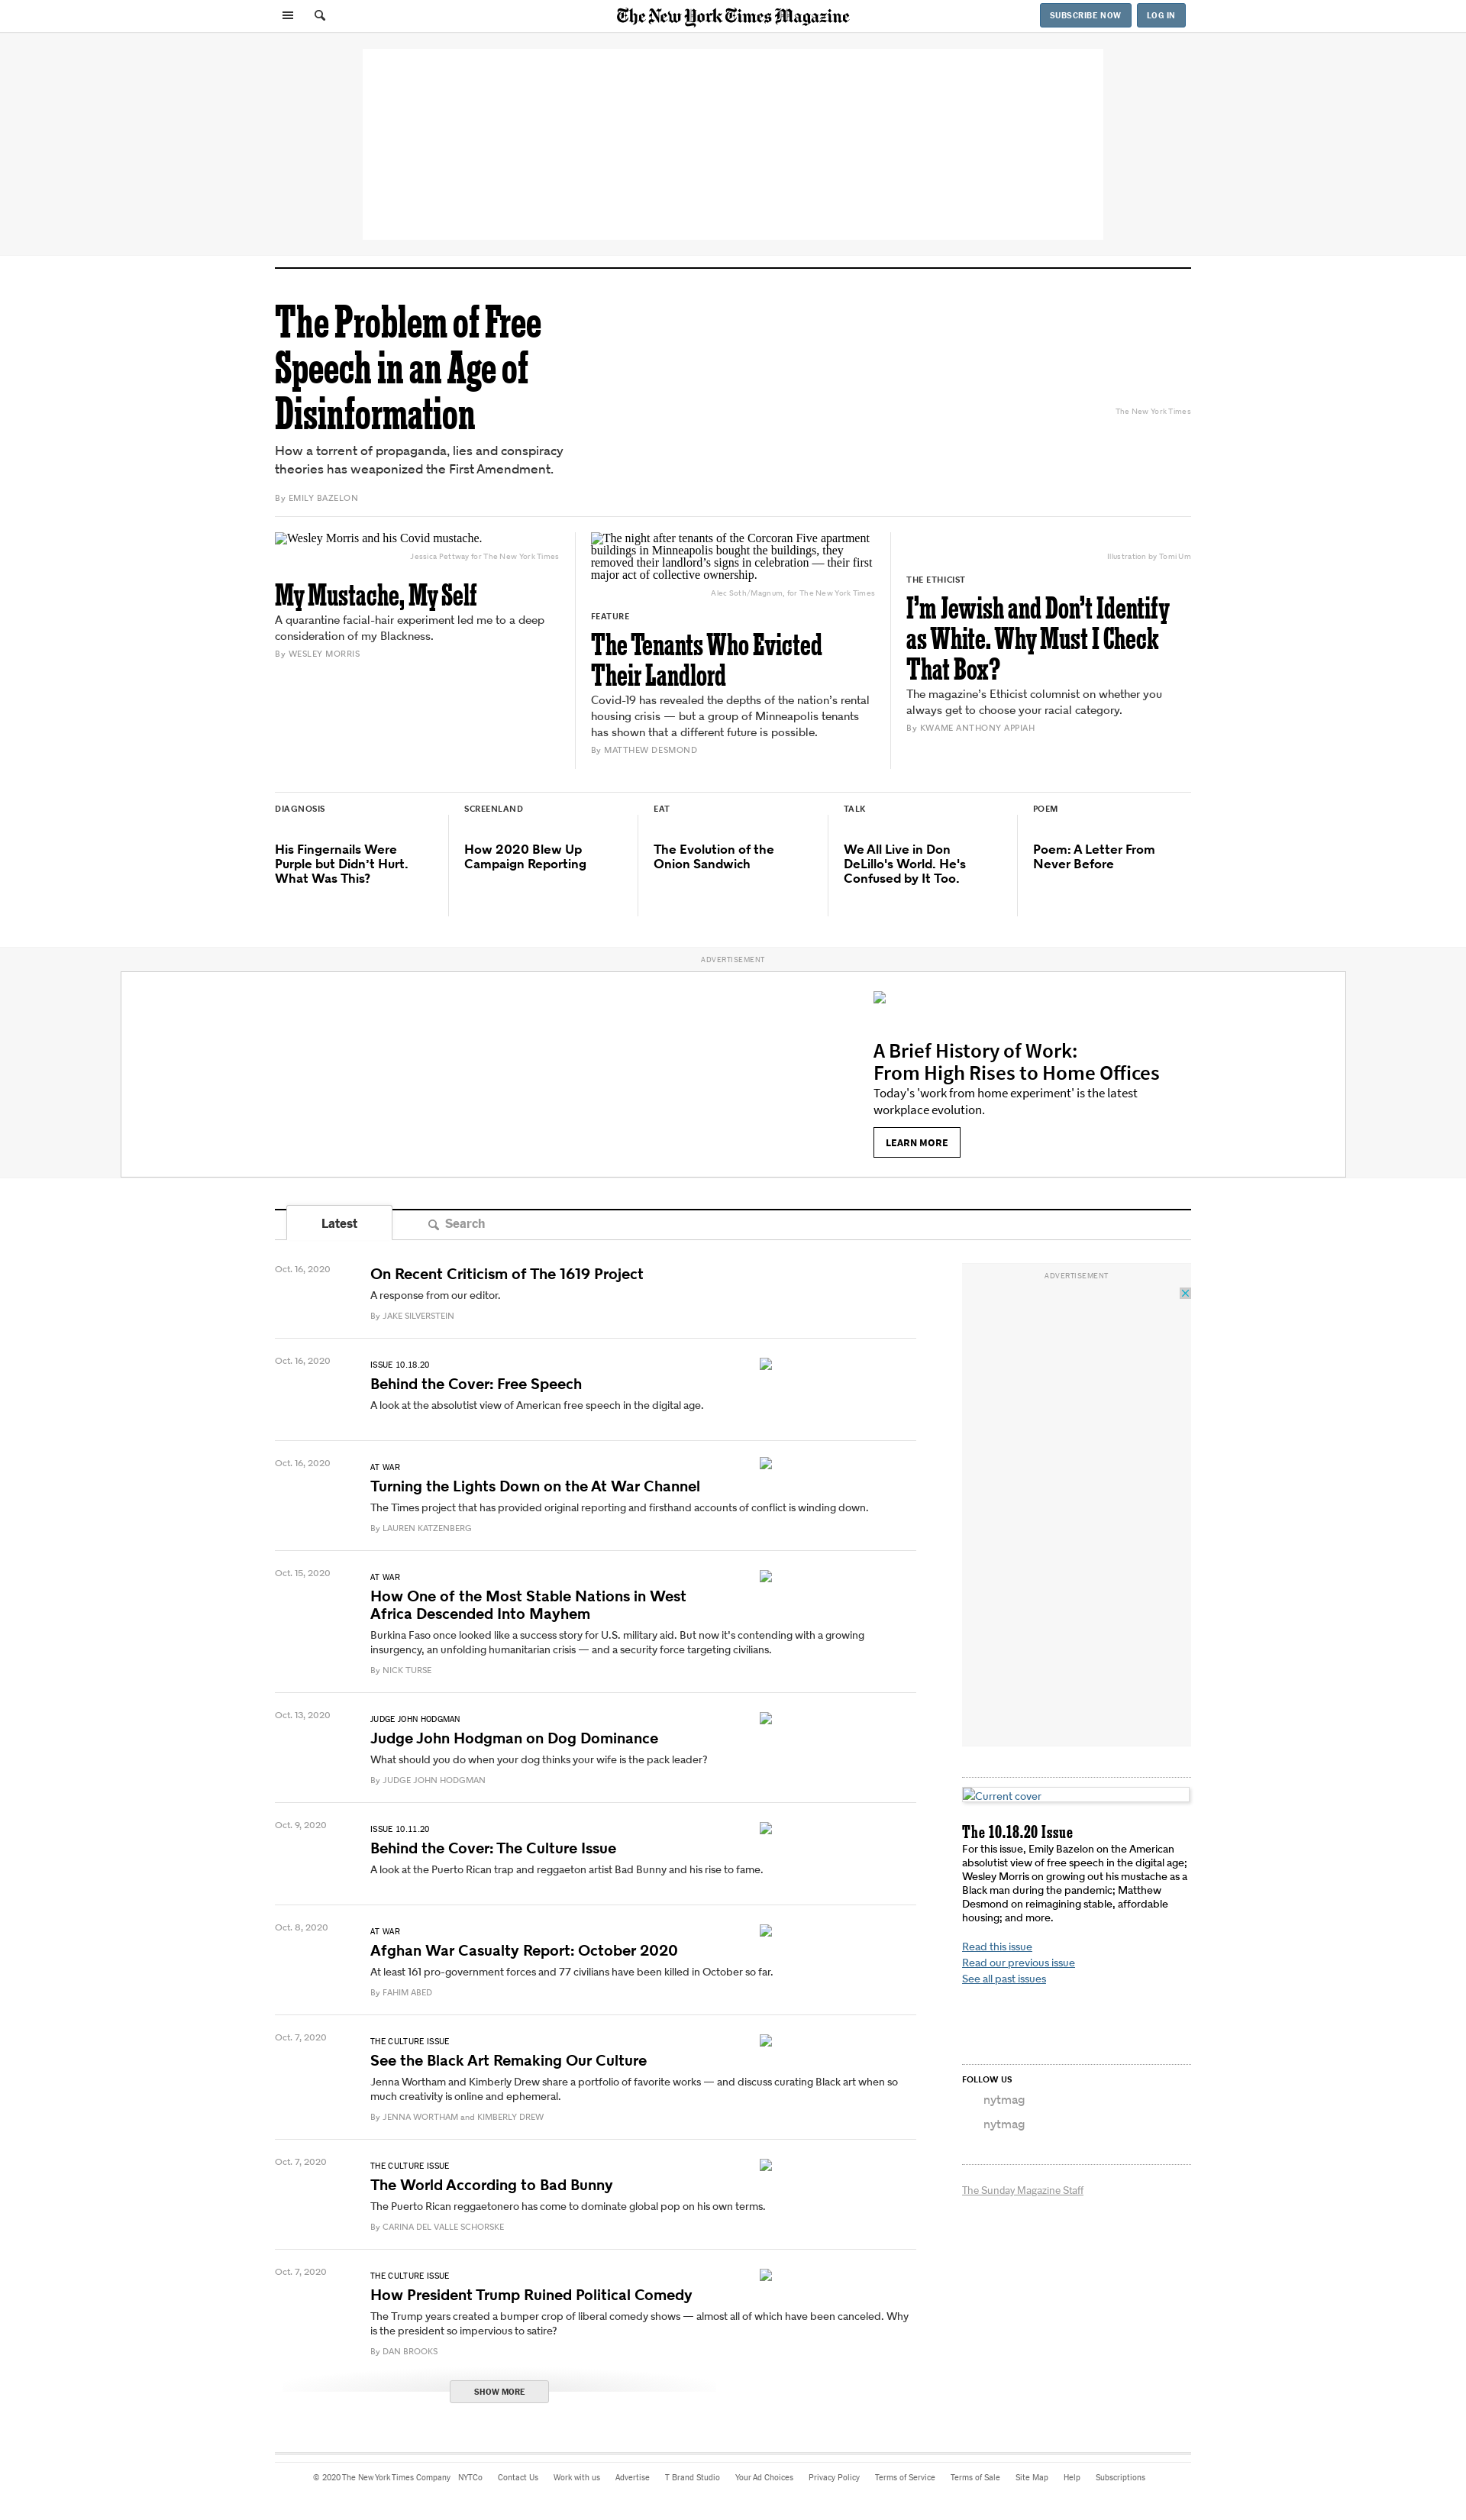 The New York Times Magazine
SUBSCRIBE NOW
LOG IN
The Problem of Free
Speech in an Age of
Disinformation
How a torrent of propaganda, lies and conspiracy
theories has weaponized the First Amendment.
By EMILY BAZELON
The New York Times
Wesley Morris and his Covid mustache.
Jessica Pettway for The New York Times
My Mustache, My Self
A quarantine facial-hair experiment led me to a deep
consideration of my Blackness.
By WESLEY MORRIS
The night after tenants of the Corcoran Five apartment
buildings in Minneapolis bought the buildings, they
removed their landlord’s signs in celebration — their first
major act of collective ownership.
Alec Soth/Magnum, for The New York Times
FEATURE
The Tenants Who Evicted
Their Landlord
Covid-19 has revealed the depths of the nation’s rental
housing crisis — but a group of Minneapolis tenants
has shown that a different future is possible.
By MATTHEW DESMOND
Illustration by Tomi Um
THE ETHICIST
I’m Jewish and Don’t Identify
as White. Why Must I Check
That Box?
The magazine’s Ethicist columnist on whether you
always get to choose your racial category.
By KWAME ANTHONY APPIAH
DIAGNOSIS
His Fingernails Were
Purple but Didn’t Hurt.
What Was This?
SCREENLAND
How 2020 Blew Up
Campaign Reporting
EAT
The Evolution of the
Onion Sandwich
TALK
We All Live in Don
DeLillo's World. He's
Confused by It Too.
POEM
Poem: A Letter From
Never Before
ADVERTISEMENT
A Brief History of Work:
From High Rises to Home Offices
Today's 'work from home experiment' is the latest
workplace evolution.
LEARN MORE
Latest
Search
Oct. 16, 2020
On Recent Criticism of The 1619 Project
A response from our editor.
By JAKE SILVERSTEIN
Oct. 16, 2020
ISSUE 10.18.20
Behind the Cover: Free Speech
A look at the absolutist view of American free speech in the digital age.
Oct. 16, 2020
AT WAR
Turning the Lights Down on the At War Channel
The Times project that has provided original reporting and firsthand accounts of conflict is winding down.
By LAUREN KATZENBERG
Oct. 15, 2020
AT WAR
How One of the Most Stable Nations in West
Africa Descended Into Mayhem
Burkina Faso once looked like a success story for U.S. military aid. But now it’s contending with a growing
insurgency, an unfolding humanitarian crisis — and a security force targeting civilians.
By NICK TURSE
Oct. 13, 2020
JUDGE JOHN HODGMAN
Judge John Hodgman on Dog Dominance
What should you do when your dog thinks your wife is the pack leader?
By JUDGE JOHN HODGMAN
Oct. 9, 2020
ISSUE 10.11.20
Behind the Cover: The Culture Issue
A look at the Puerto Rican trap and reggaeton artist Bad Bunny and his rise to fame.
Oct. 8, 2020
AT WAR
Afghan War Casualty Report: October 2020
At least 161 pro-government forces and 77 civilians have been killed in October so far.
By FAHIM ABED
Oct. 7, 2020
THE CULTURE ISSUE
See the Black Art Remaking Our Culture
Jenna Wortham and Kimberly Drew share a portfolio of favorite works — and discuss curating Black art when so
much creativity is online and ephemeral.
By JENNA WORTHAM and KIMBERLY DREW
Oct. 7, 2020
THE CULTURE ISSUE
The World According to Bad Bunny
The Puerto Rican reggaetonero has come to dominate global pop on his own terms.
By CARINA DEL VALLE SCHORSKE
Oct. 7, 2020
THE CULTURE ISSUE
How President Trump Ruined Political Comedy
The Trump years created a bumper crop of liberal comedy shows — almost all of which have been canceled. Why
is the president so impervious to satire?
By DAN BROOKS
SHOW MORE
ADVERTISEMENT
Current cover
The 10.18.20 Issue
For this issue, Emily Bazelon on the American
absolutist view of free speech in the digital age;
Wesley Morris on growing out his mustache as a
Black man during the pandemic; Matthew
Desmond on reimagining stable, affordable
housing; and more.
Read this issue
Read our previous issue
See all past issues
FOLLOW US
nytmag
nytmag
The Sunday Magazine Staff
© 2020 The New York Times Company NYTCo Contact Us Work with us Advertise T Brand Studio Your Ad Choices Privacy Policy Terms of Service Terms of Sale Site Map Help Subscriptions